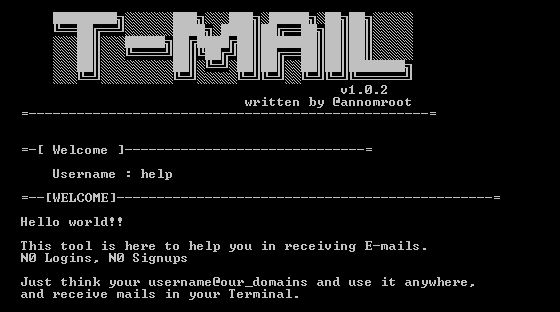 T-MAIL
v1.0.2
written by @annomroot
=--------------------------------------------------=
=-[ Welcome ]------------------------------=
Username : help
=--[WELCOME]-----------------------------------------------=
Hello world!!
This tool is here to help you in receiving E-mails.
N0 Logins, N0 Signups
Just think your username@our_domains and use it anywhere,
and receive mails in your Terminal.